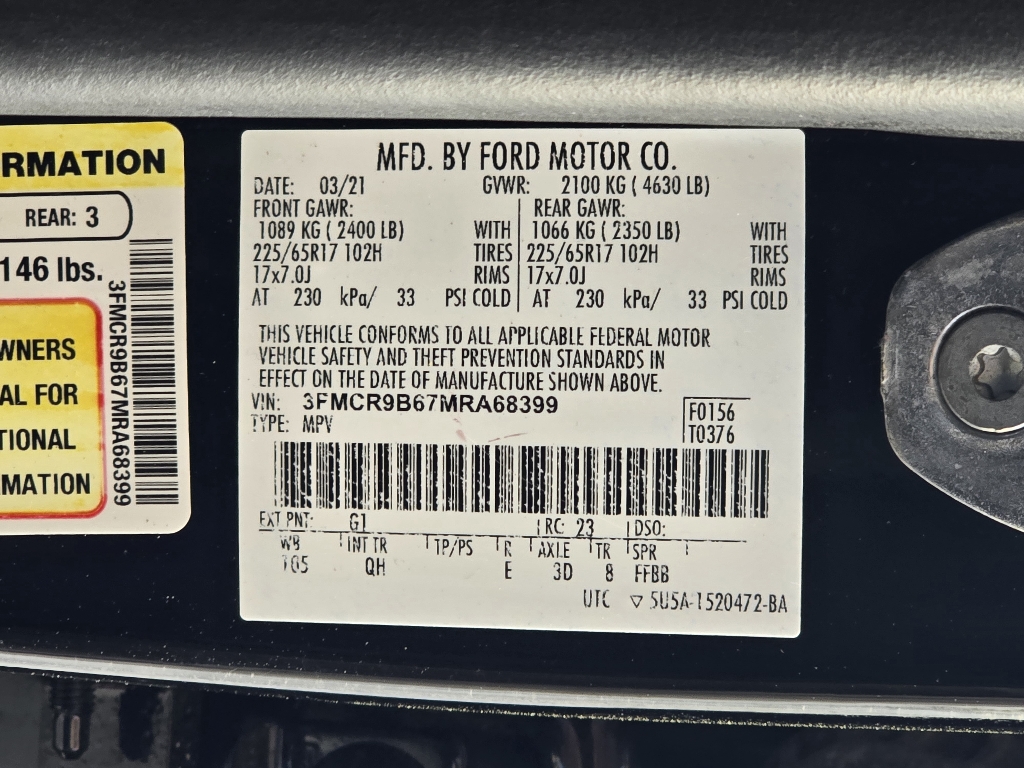 RMATION
REAR: 3
146 lbs.
WNERS
AL FOR
TIONAL
MATION
3FMCR9B67MRA68399
MFD. BY FORD MOTOR CO.
DATE: 03/21 GVWR: 2100 KG ( 4630 LB)
FRONT GAWR: REAR GAWR:
1089 KG ( 2400 LB) WITH 1066 KG ( 2350 LB) WITH
225/65R17 102H TIRES 225/65R17 102H TIRES
17x7.0J RIMS 17x7.0J RIMS
AT 230 kPa/ 33 PSI COLD AT 230 kPa/ 33 PSI COLD
THIS VEHICLE CONFORMS TO ALL APPLICABLE FEDERAL MOTOR
VEHICLE SAFETY AND THEFT PREVENTION STANDARDS IN
EFFECT ON THE DATE OF MANUFACTURE SHOWN ABOVE.
VIN: 3FMCR9B67MRA68399
TYPE: MPV
F0156
T0376
EXT PNT: G1 RC: 23 DSO:
WB INT TR TP/PS R AXLE TR SPR
105 QH E 3D 8 FFBB
UTC ▽ 5U5A-1520472-BA